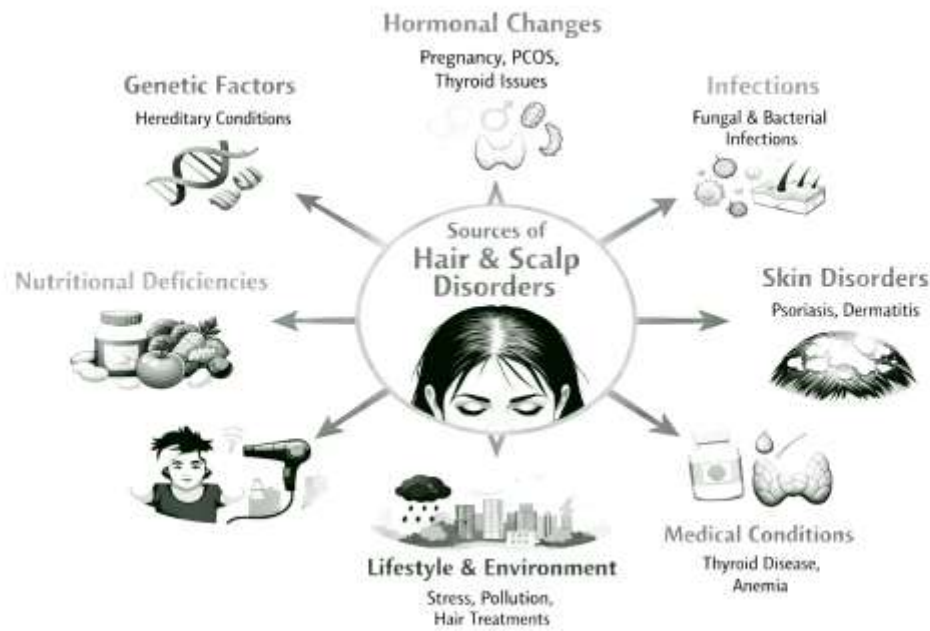 Hormonal Changes
Pregnancy, PCOS,
Thyroid Issues
Genetic Factors
Hereditary Conditions
Infections
Fungal & Bacterial
Infections
Sources of
Hair & Scalp
Disorders
Nutritional Deficiencies
Skin Disorders
Psoriasis, Dermatitis
Lifestyle & Environment
Stress, Pollution,
Hair Treatments
Medical Conditions
Thyroid Disease,
Anemia